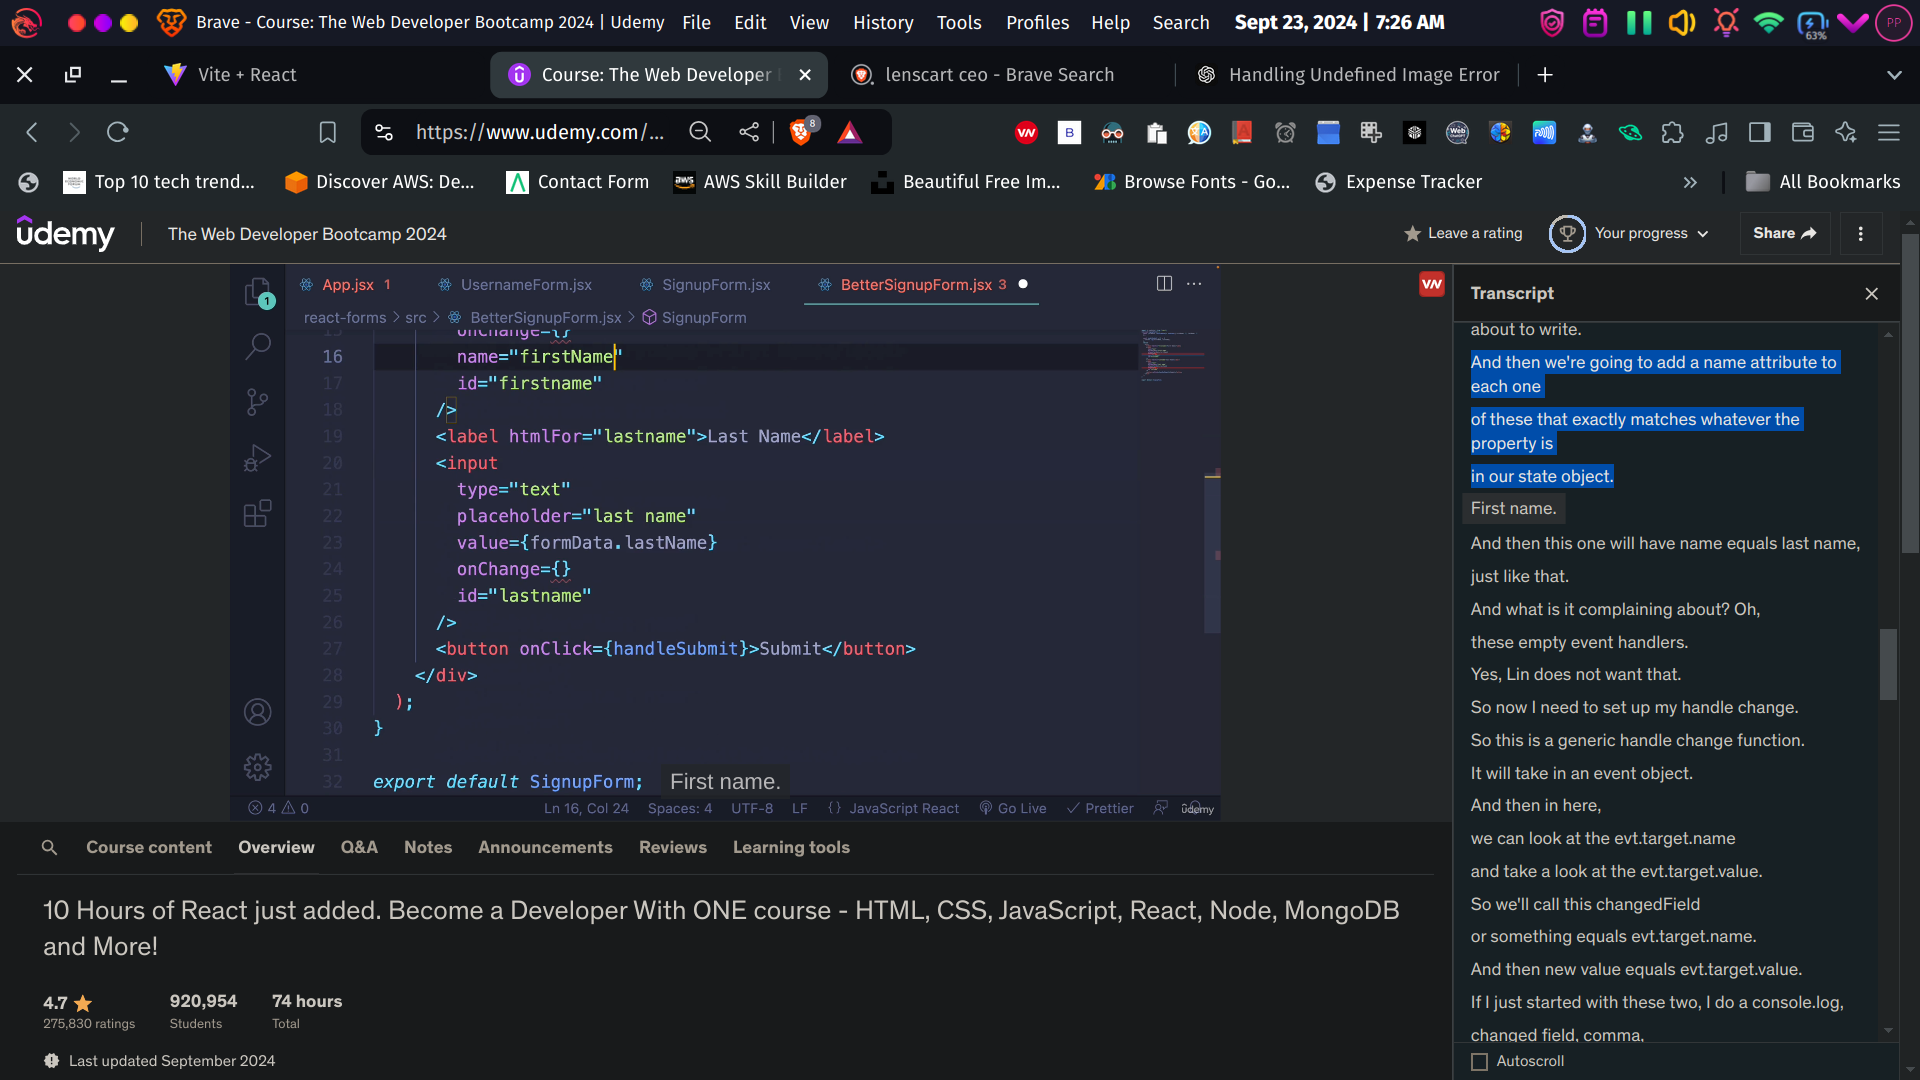 Brave - Course: The Web Developer Bootcamp 2024 | Udemy File Edit View History Tools Profiles Help Search Sept 23, 2024 | 7:26 AM 63% PP
Vite + React Course: The Web Developer lenscart ceo - Brave Search Handling Undefined Image Error
https://www.udemy.com/... 8
Top 10 tech trend... Discover AWS: De... Contact Form AWS Skill Builder Beautiful Free Im... Browse Fonts - Go... Expense Tracker All Bookmarks
udemy The Web Developer Bootcamp 2024 Leave a rating Your progress Share
App.jsx 1 UsernameForm.jsx SignupForm.jsx BetterSignupForm.jsx 3
react-forms > src > BetterSignupForm.jsx > SignupForm
15 onChange={}
16 name="firstName"
17 id="firstname"
18 />
19 <label htmlFor="lastname">Last Name</label>
20 <input
21 type="text"
22 placeholder="last name"
23 value={formData.lastName}
24 onChange={}
25 id="lastname"
26 />
27 <button onClick={handleSubmit}>Submit</button>
28 </div>
29 );
30 }
31
32 export default SignupForm;
First name.
4 0 Ln 16, Col 24 Spaces: 4 UTF-8 LF {} JavaScript React Go Live Prettier udemy
1
Transcript
about to write.
And then we're going to add a name attribute to
each one
of these that exactly matches whatever the
property is
in our state object.
First name.
And then this one will have name equals last name,
just like that.
And what is it complaining about? Oh,
these empty event handlers.
Yes, Lin does not want that.
So now I need to set up my handle change.
So this is a generic handle change function.
It will take in an event object.
And then in here,
we can look at the evt.target.name
and take a look at the evt.target.value.
So we'll call this changedField
or something equals evt.target.name.
And then new value equals evt.target.value.
If I just started with these two, I do a console.log,
changed field, comma,
Autoscroll
Course content Overview Q&A Notes Announcements Reviews Learning tools
10 Hours of React just added. Become a Developer With ONE course - HTML, CSS, JavaScript, React, Node, MongoDB
and More!
4.7 920,954 74 hours
275,830 ratings Students Total
Last updated September 2024